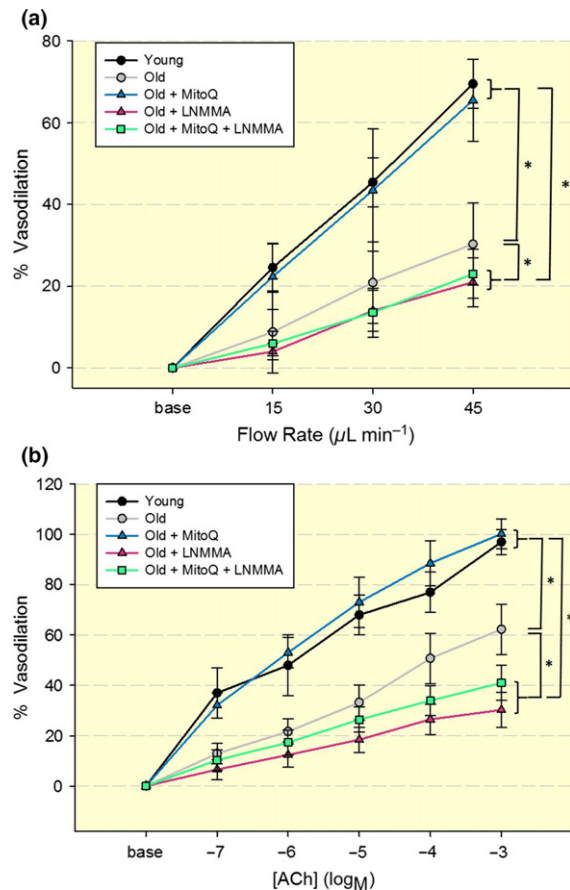 (a)
80
60
40
20
0
% Vasodilation
Young
Old
Old + MitoQ
Old + LNMMA
Old + MitoQ + LNMMA
*
*
*
base 15 30 45
Flow Rate (µL min⁻¹)
(b)
120
100
80
60
40
20
0
% Vasodilation
Young
Old
Old + MitoQ
Old + LNMMA
Old + MitoQ + LNMMA
*
*
*
base −7 −6 −5 −4 −3
[ACh] (logM)